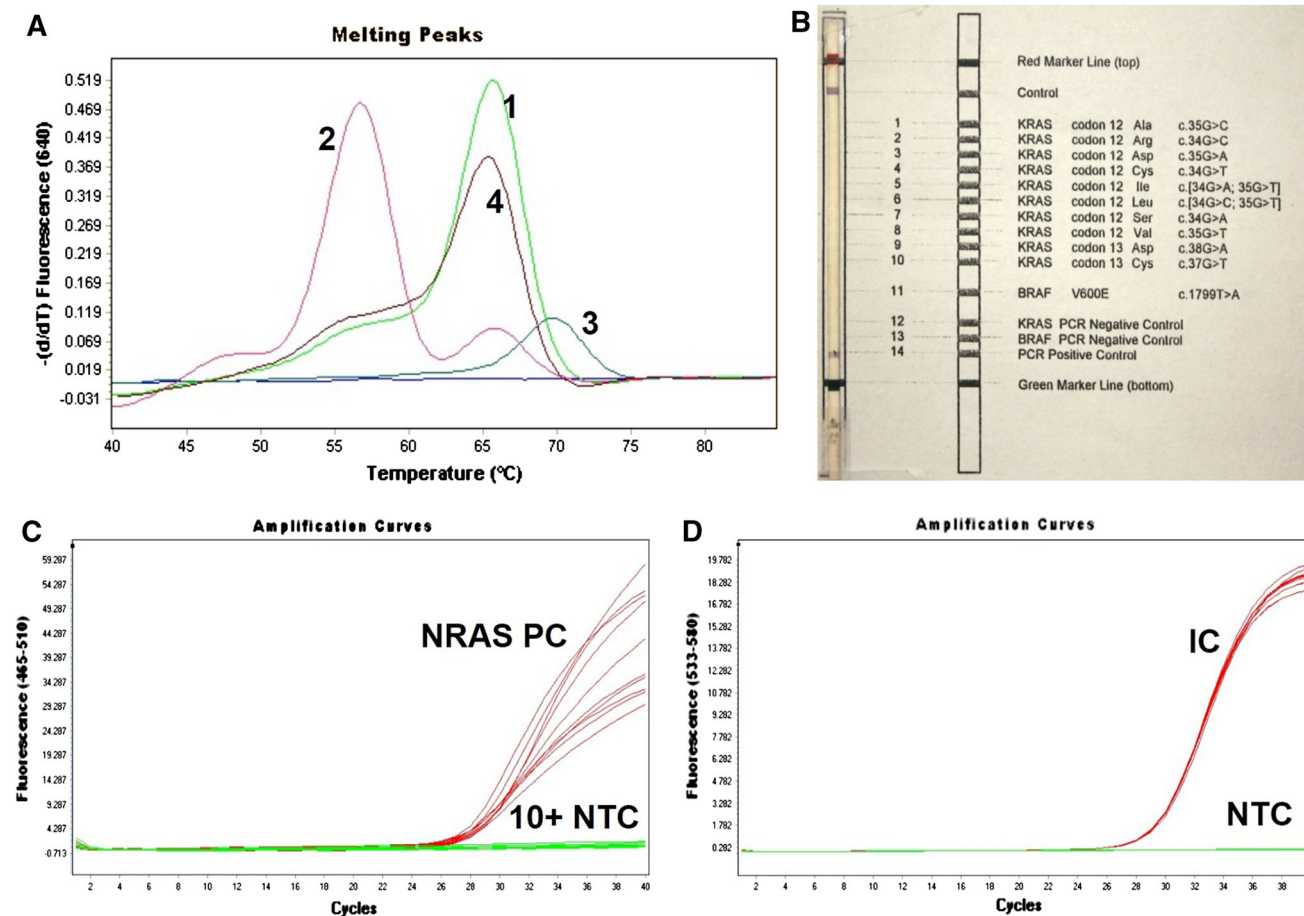 A
Melting Peaks
-(d/dT) Fluorescence (640)
0.519
0.469
0.419
0.369
0.319
0.269
0.219
0.169
0.119
0.069
0.019
-0.031
1
2
4
3
40 45 50 55 60 65 70 75 80
Temperature (°C)
B
Red Marker Line (top)
Control
1 KRAS codon 12 Ala c.35G>C
2 KRAS codon 12 Arg c.34G>C
3 KRAS codon 12 Asp c.35G>A
4 KRAS codon 12 Cys c.34G>T
5 KRAS codon 12 Ile c.[34G>A; 35G>T]
6 KRAS codon 12 Leu c.[34G>C; 35G>T]
7 KRAS codon 12 Ser c.34G>A
8 KRAS codon 12 Val c.35G>T
9 KRAS codon 13 Asp c.38G>A
10 KRAS codon 13 Cys c.37G>T
11 BRAF V600E c.1799T>A
12 KRAS PCR Negative Control
13 BRAF PCR Negative Control
14 PCR Positive Control
Green Marker Line (bottom)
C
Amplification Curves
Fluorescence (465-510)
59.287
54.287
49.287
44.287
39.287
34.287
29.287
24.287
19.287
14.287
9.287
4.287
-0.713
NRAS PC
10+ NTC
2 4 6 8 10 12 14 16 18 20 22 24 26 28 30 32 34 36 38 40
Cycles
D
Amplification Curves
Fluorescence (533-580)
19.782
18.282
16.782
15.282
13.782
12.282
10.782
9.282
7.782
6.282
4.782
3.282
1.782
0.282
IC
NTC
2 4 6 8 10 12 14 16 18 20 22 24 26 28 30 32 34 36 38
Cycles